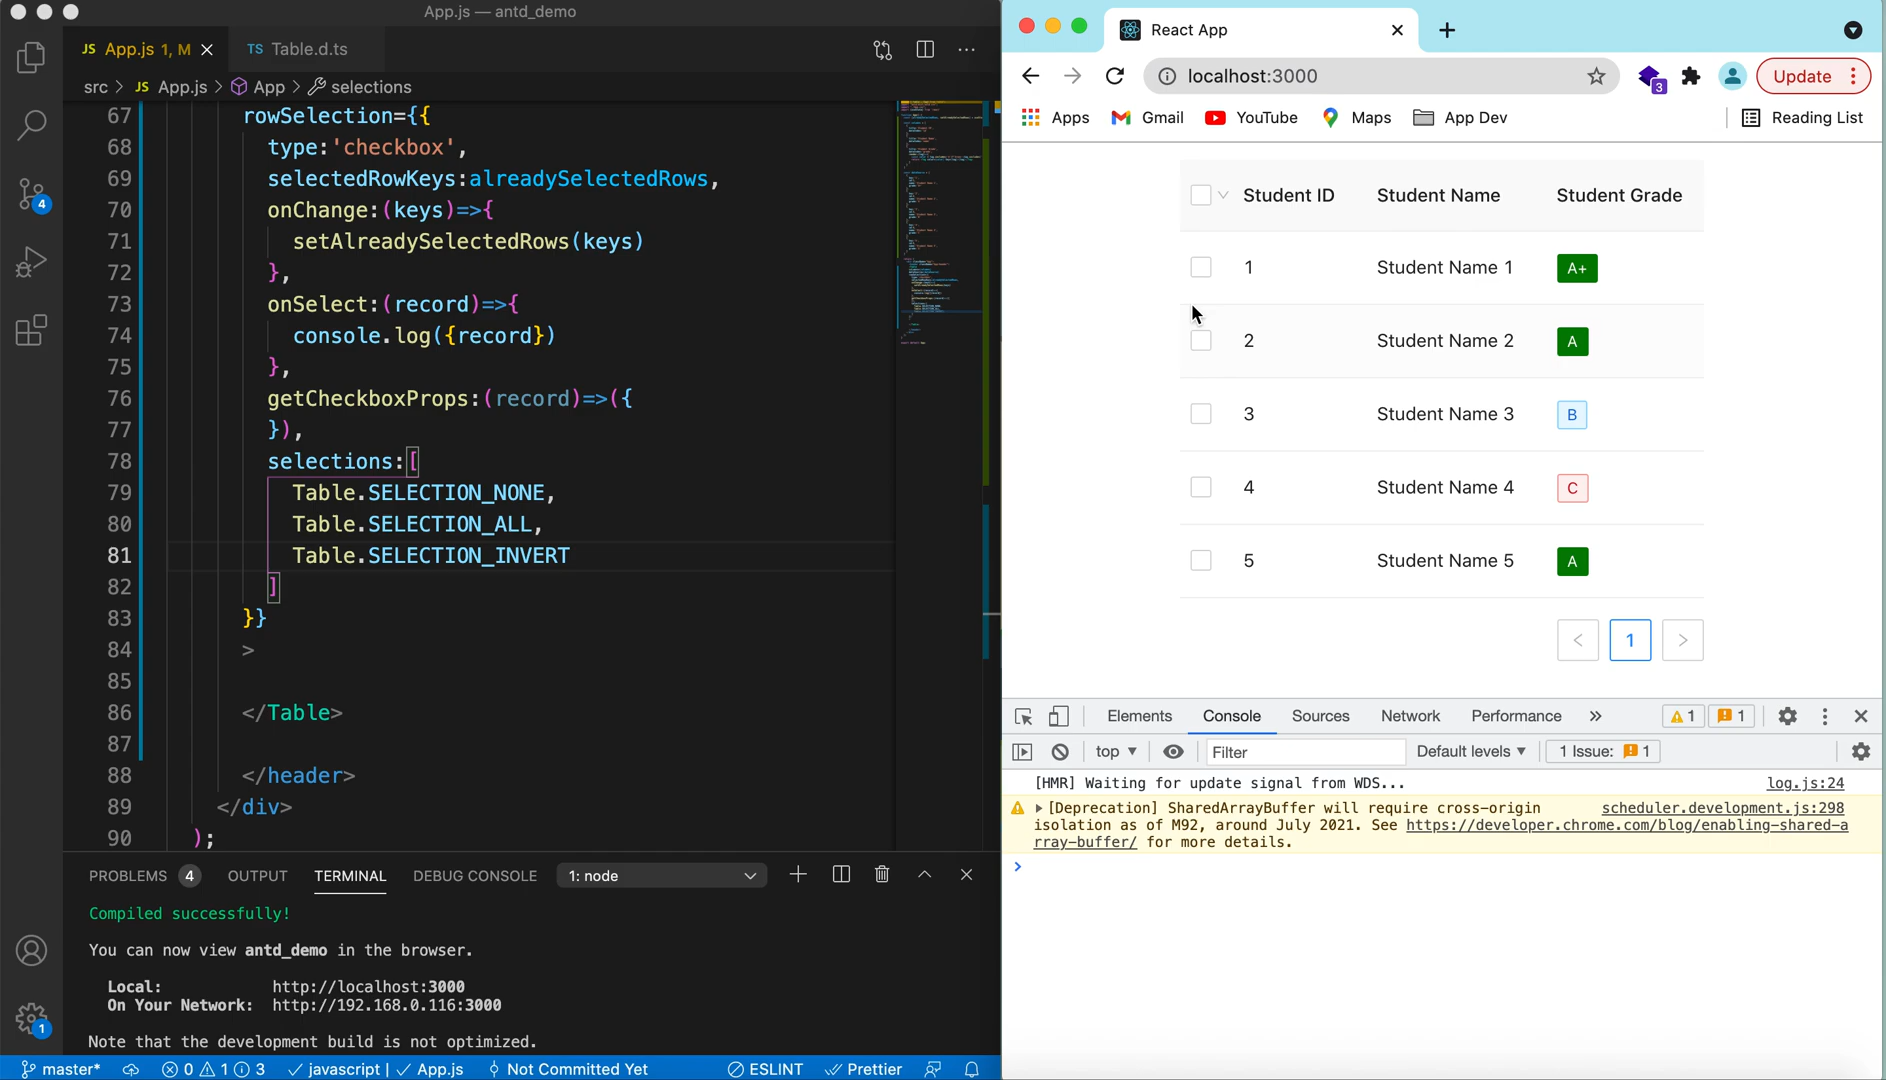 App.js — antd_demo
JS App.js 1, M
TS Table.d.ts
src > JS App.js > App > selections
67 rowSelection={{
68 type:'checkbox',
69 selectedRowKeys:alreadySelectedRows,
70 onChange:(keys)=>{
71 setAlreadySelectedRows(keys)
72 },
73 onSelect:(record)=>{
74 console.log({record})
75 },
76 getCheckboxProps:(record)=>({
77 }),
78 selections:[
79 Table.SELECTION_NONE,
80 Table.SELECTION_ALL,
81 Table.SELECTION_INVERT
82 ]
83 }}
84 >
85
86 </Table>
87
88 </header>
89 </div>
90 );
4
1
PROBLEMS 4 OUTPUT TERMINAL DEBUG CONSOLE 1: node
Compiled successfully!
You can now view antd_demo in the browser.
Local: http://localhost:3000
On Your Network: http://192.168.0.116:3000
Note that the development build is not optimized.
master* 0 1 3 javascript | App.js Not Committed Yet ESLINT Prettier
React App
localhost:3000
3
Update
Apps Gmail YouTube Maps App Dev Reading List
Student ID Student Name Student Grade
1 Student Name 1 A+
2 Student Name 2 A
3 Student Name 3 B
4 Student Name 4 C
5 Student Name 5 A
< 1 >
Elements Console Sources Network Performance » 1 1
top Filter Default levels 1 Issue: 1
[HMR] Waiting for update signal from WDS... log.js:24
[Deprecation] SharedArrayBuffer will require cross-origin scheduler.development.js:298
isolation as of M92, around July 2021. See https://developer.chrome.com/blog/enabling-shared-a
rray-buffer/ for more details.